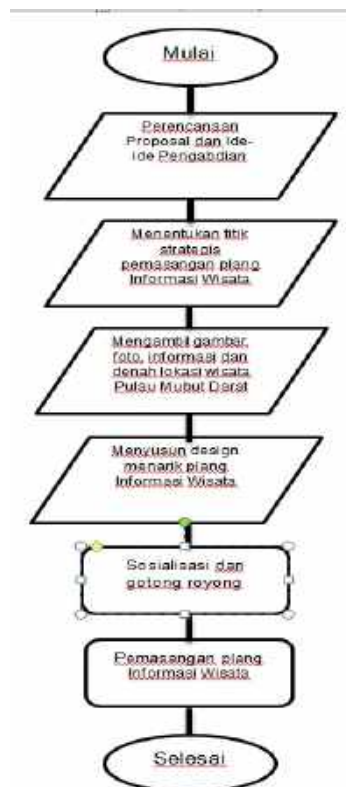 Mulai
Perencanaan
Proposal dan Ide-
ide Pengabdian
Menentukan titik
strategis
pemasangan plang
Informasi Wisata
Mengambil gambar,
foto, informasi dan
denah lokasi wisata
Pulau Mubut Darat
Menyusun design
menarik plang
Informasi Wisata
Sosialisasi dan
gotong royong
Pemasangan plang
Informasi Wisata
Selesai